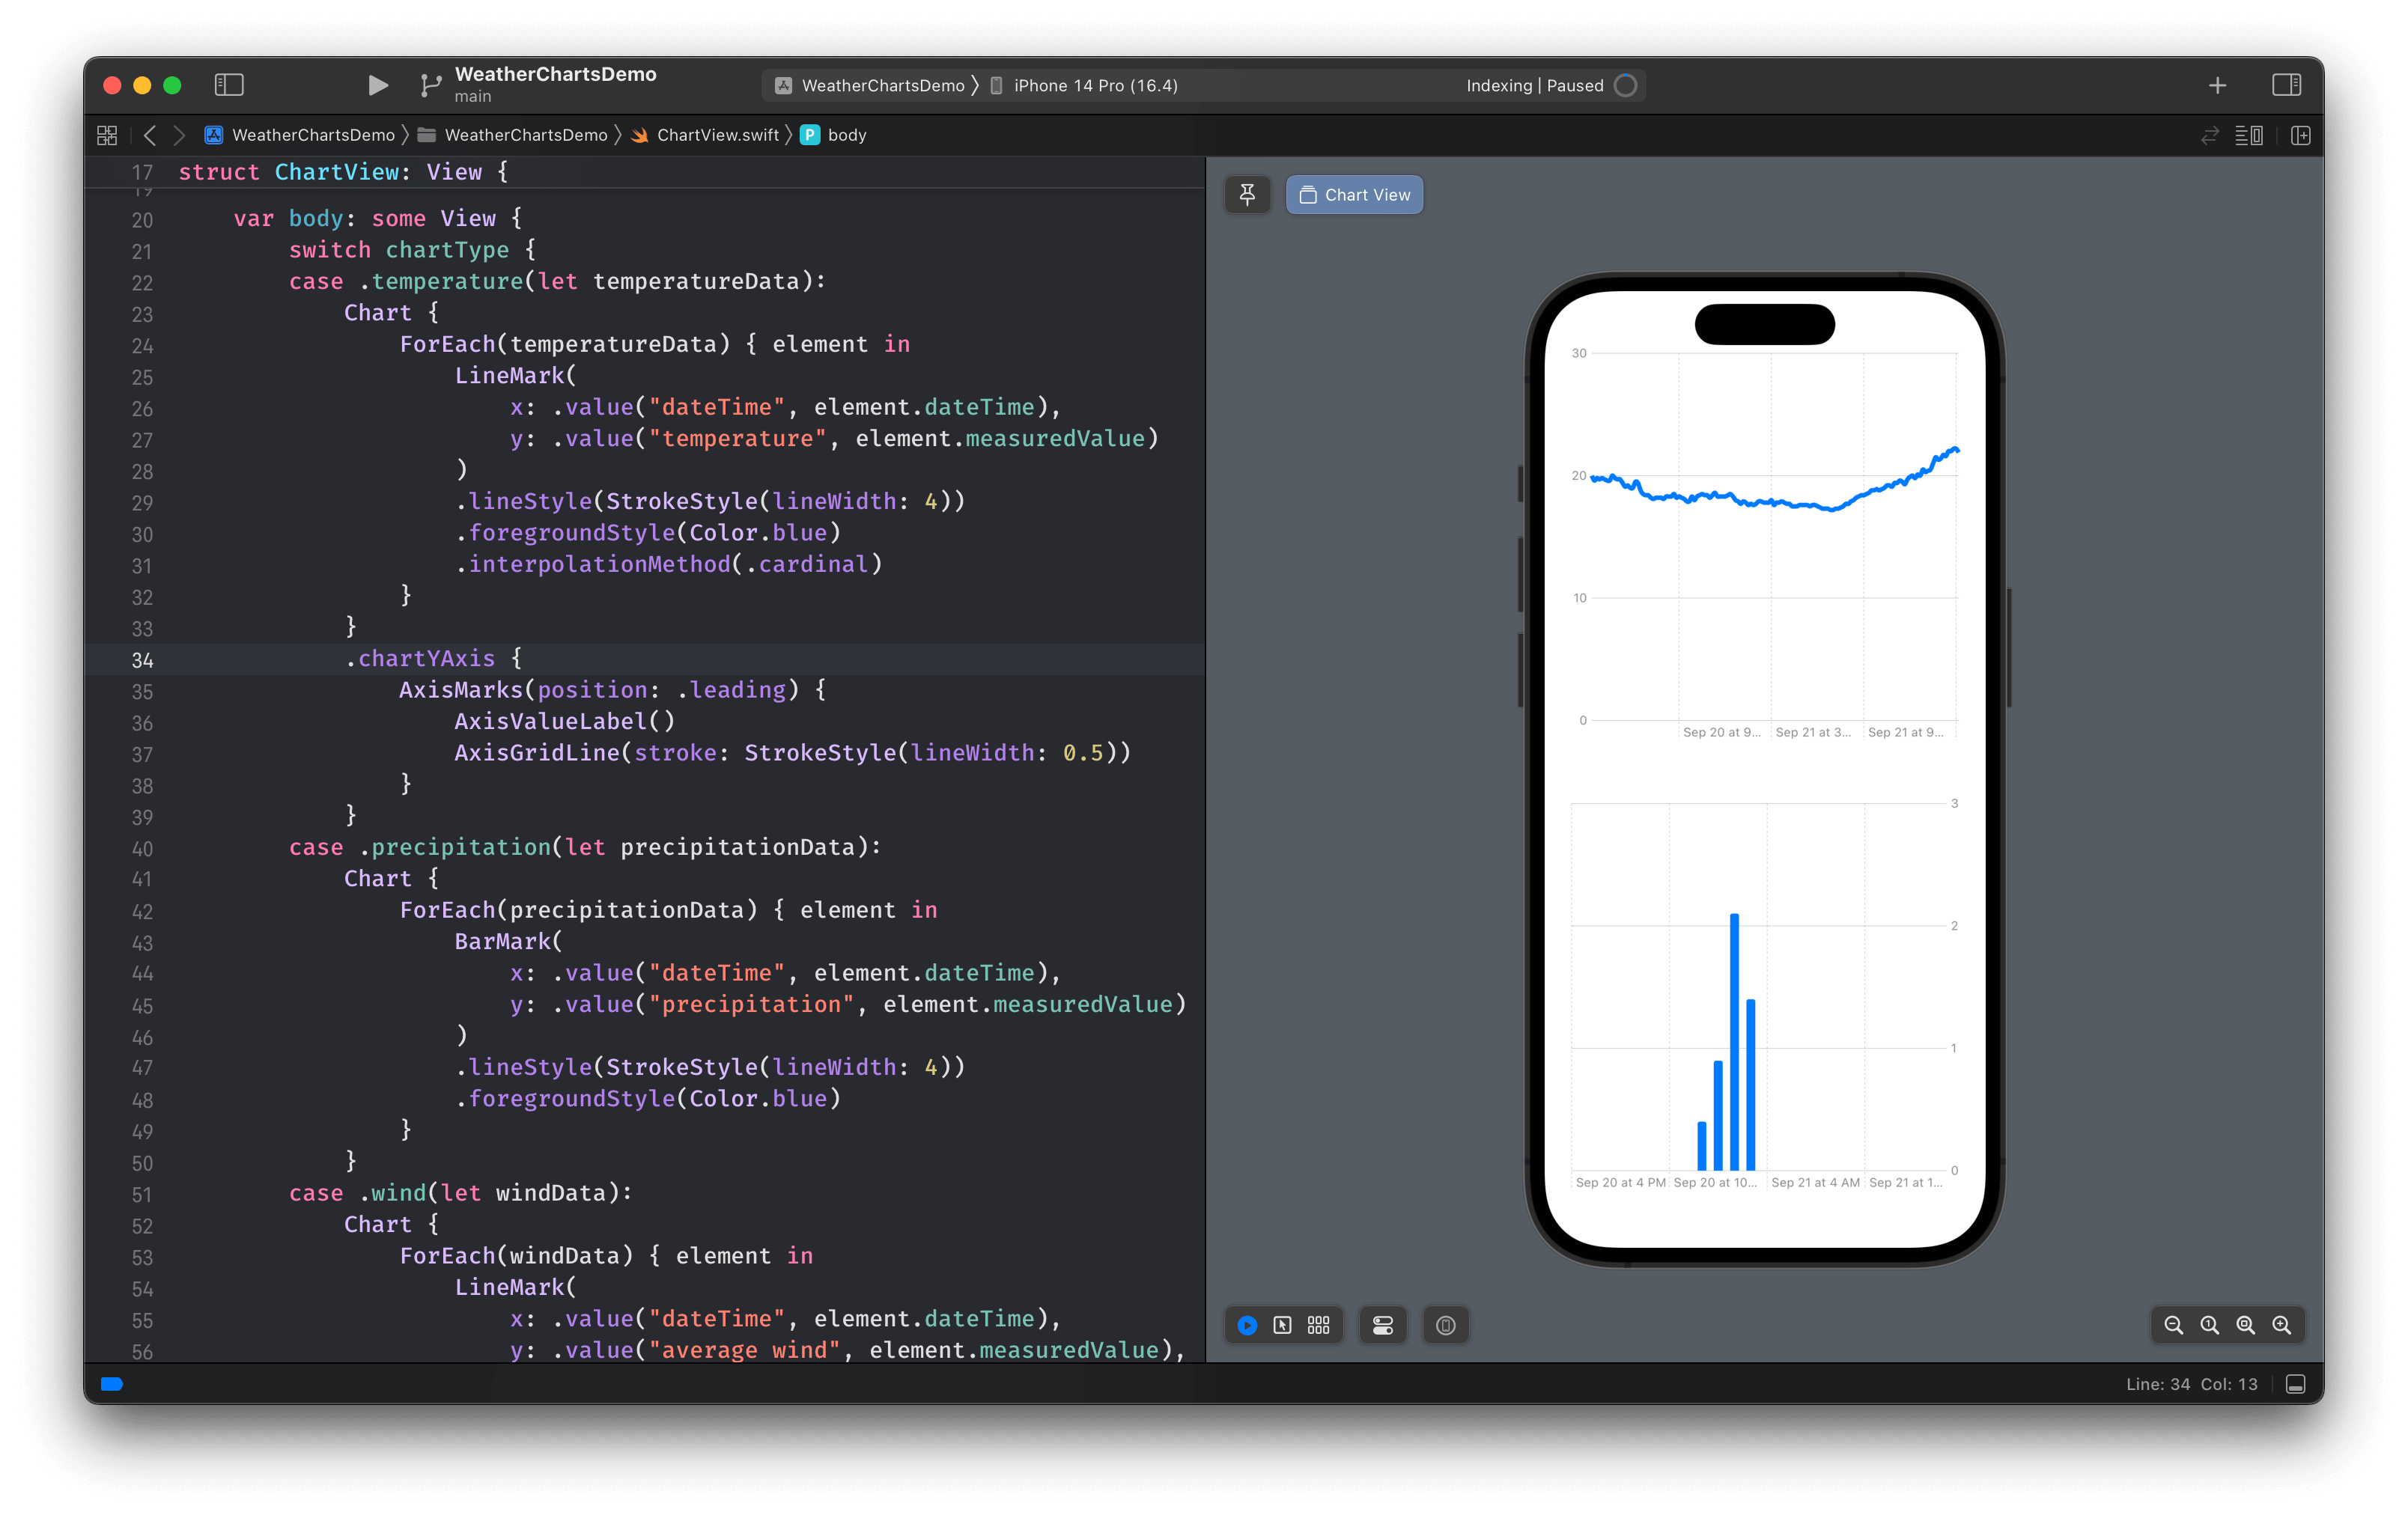 WeatherChartsDemo
main
WeatherChartsDemo 〉 iPhone 14 Pro (16.4)
Indexing | Paused
WeatherChartsDemo 〉 WeatherChartsDemo 〉 ChartView.swift 〉 P body
17 struct ChartView: View {
19
20     var body: some View {
21         switch chartType {
22         case .temperature(let temperatureData):
23             Chart {
24                 ForEach(temperatureData) { element in
25                     LineMark(
26                         x: .value("dateTime", element.dateTime),
27                         y: .value("temperature", element.measuredValue)
28                     )
29                     .lineStyle(StrokeStyle(lineWidth: 4))
30                     .foregroundStyle(Color.blue)
31                     .interpolationMethod(.cardinal)
32                 }
33             }
34             .chartYAxis {
35                 AxisMarks(position: .leading) {
36                     AxisValueLabel()
37                     AxisGridLine(stroke: StrokeStyle(lineWidth: 0.5))
38                 }
39             }
40         case .precipitation(let precipitationData):
41             Chart {
42                 ForEach(precipitationData) { element in
43                     BarMark(
44                         x: .value("dateTime", element.dateTime),
45                         y: .value("precipitation", element.measuredValue)
46                     )
47                     .lineStyle(StrokeStyle(lineWidth: 4))
48                     .foregroundStyle(Color.blue)
49                 }
50             }
51         case .wind(let windData):
52             Chart {
53                 ForEach(windData) { element in
54                     LineMark(
55                         x: .value("dateTime", element.dateTime),
56                         y: .value("average wind", element.measuredValue),
Chart View
30
20
10
0
Sep 20 at 9... Sep 21 at 3... Sep 21 at 9...
3
2
1
0
Sep 20 at 4 PM Sep 20 at 10... Sep 21 at 4 AM Sep 21 at 1...
Line: 34 Col: 13